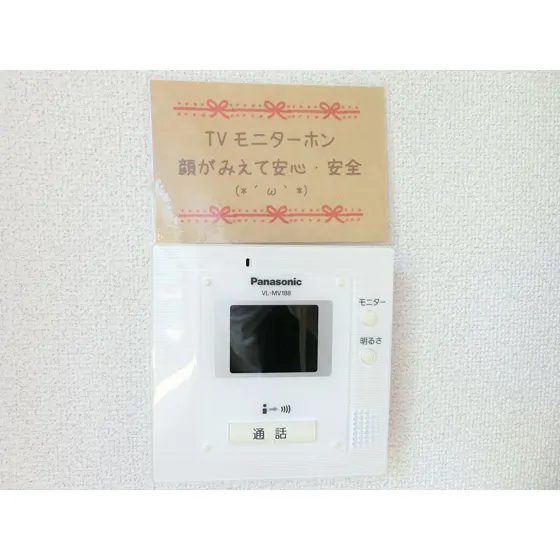 TVモニターホン
顔がみえて安心・安全
(*´ω`*)
Panasonic
VL-MV188
モニター
明るさ
通話